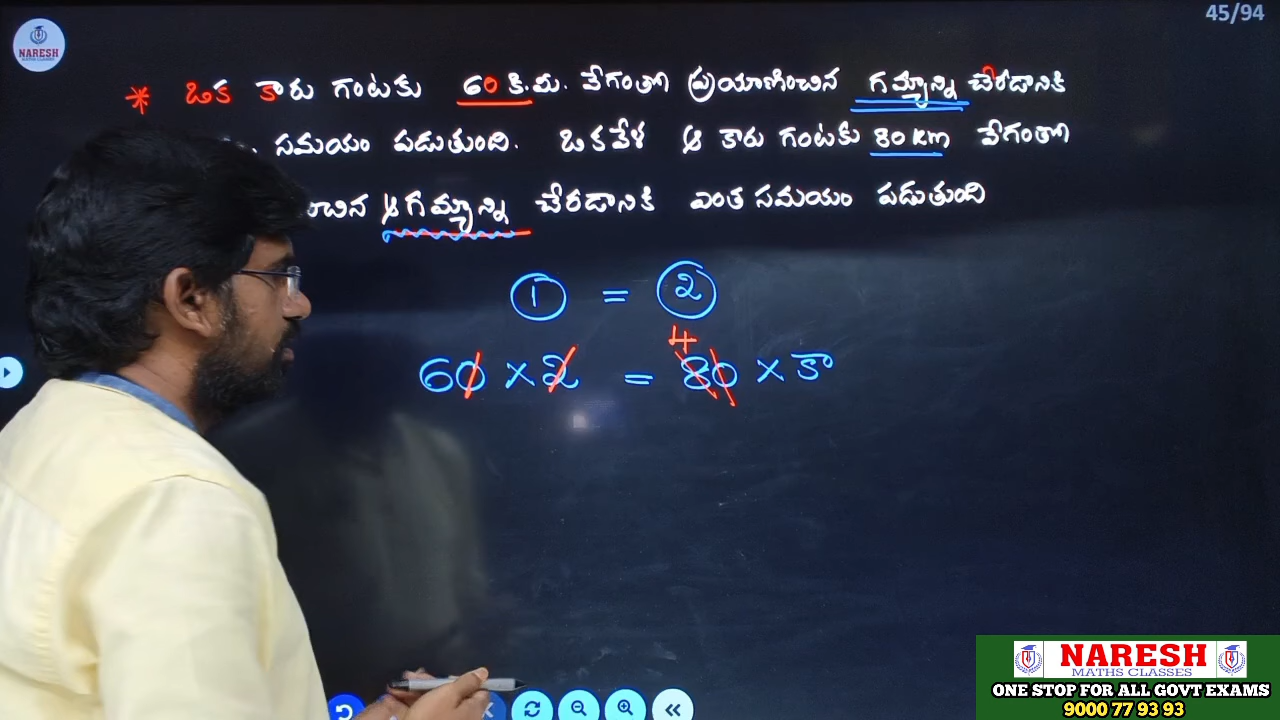 45/94
NARESH
MATHS CLASSES
* ఒక కారు గంటకు 60 కి.మీ. వేగంతో ప్రయాణించిన గమ్యాన్ని చేరడానికి
సమయం పడుతుంది. ఒకవేళ ఆ కారు గంటకు 80 km వేగంతో
ఆ గమ్యాన్ని చేరడానికి ఎంత సమయం పడుతుంది
1 = 2
4
60 × 2 = 80 × కా
NARESH
MATHS CLASSES
ONE STOP FOR ALL GOVT EXAMS
9000 77 93 93